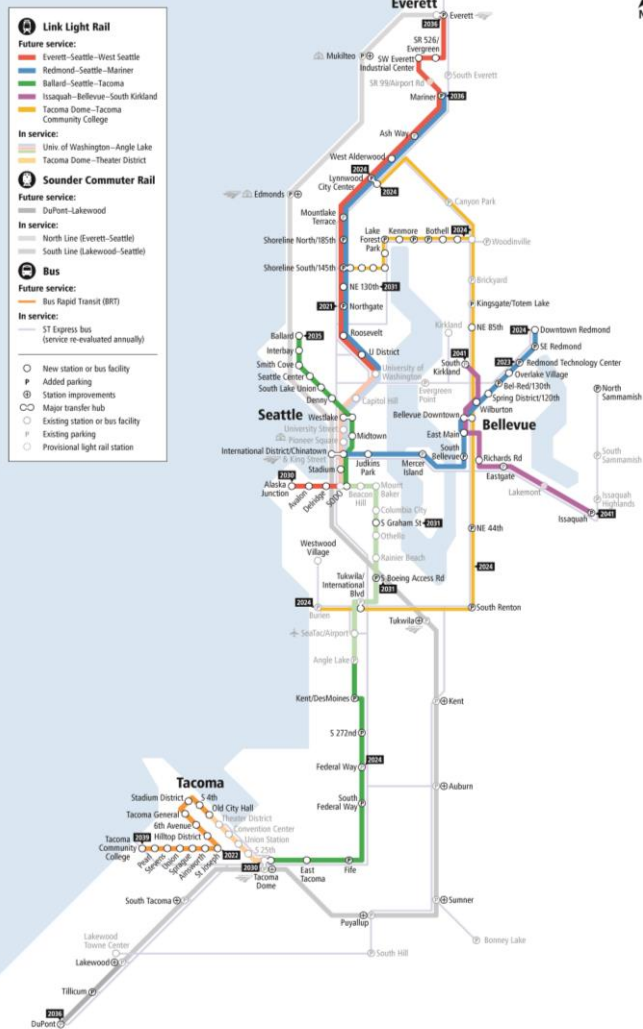 Link Light Rail
Future service:
Everett–Seattle–West Seattle
Redmond–Seattle–Mariner
Ballard–Seattle–Tacoma
Issaquah–Bellevue–South Kirkland
Tacoma Dome–Tacoma
Community College
In service:
Univ. of Washington–Angle Lake
Tacoma Dome–Theater District
Sounder Commuter Rail
Future service:
DuPont–Lakewood
In service:
North Line (Everett–Seattle)
South Line (Lakewood–Seattle)
Bus
Future service:
Bus Rapid Transit (BRT)
In service:
ST Express bus
(service re-evaluated annually)
New station or bus facility
P Added parking
Station improvements
Major transfer hub
Existing station or bus facility
P Existing parking
Provisional light rail station
Everett
Everett
2036
SR 526/
Evergreen
Mukilteo
SW Everett
Industrial Center
South Everett
SR 99/Airport Rd
Mariner
2036
Ash Way
West Alderwood
2024
Lynnwood
City Center
2024
Edmonds
Canyon Park
Mountlake
Terrace
Lake
Forest
Park
Kenmore
Bothell
2024
Woodinville
Shoreline North/185th
Shoreline South/145th
Brickyard
NE 130th
2031
2021
Northgate
Kingsgate/Totem Lake
Ballard
2035
Roosevelt
Kirkland
NE 85th
2024
Downtown Redmond
Interbay
U District
2041
SE Redmond
Smith Cove
South
Kirkland
2023
Redmond Technology Center
Seattle Center
University of
Washington
Overlake Village
South Lake Union
Evergreen
Point
Bel-Red/130th
North
Sammamish
Denny
Capitol Hill
Spring District/120th
Seattle
Westlake
Wilburton
Bellevue Downtown
Bellevue
University Street
Pioneer Square
Midtown
East Main
International District/Chinatown
& King Street
Judkins
Park
Mercer
Island
South
Bellevue
Richards Rd
South
Sammamish
Stadium
Eastgate
2030
Alaska
Junction
Avalon
Delridge
SODO
Beacon
Hill
Mount
Baker
Lakemont
Issaquah
Highlands
Issaquah
2041
Columbia City
S Graham St
2031
NE 44th
Othello
Westwood
Village
Rainier Beach
2024
Tukwila/
International
Blvd
S Boeing Access Rd
2031
2024
Burien
South Renton
Tukwila
SeaTac/Airport
Angle Lake
Kent/DesMoines
Kent
S 272nd
2024
Federal Way
Auburn
South
Federal Way
Tacoma
Stadium District
S 4th
Old City Hall
Tacoma General
Theater District
6th Avenue
Convention Center
Hilltop District
Union Station
Tacoma
Community
College
2039
S 25th
2022
2030
Pearl
Stevens
Union
Sprague
Ainsworth
St Joseph
Tacoma
Dome
East
Tacoma
Fife
South Tacoma
Sumner
Puyallup
Lakewood
Towne Center
Bonney Lake
Lakewood
South Hill
Tillicum
2036
DuPont